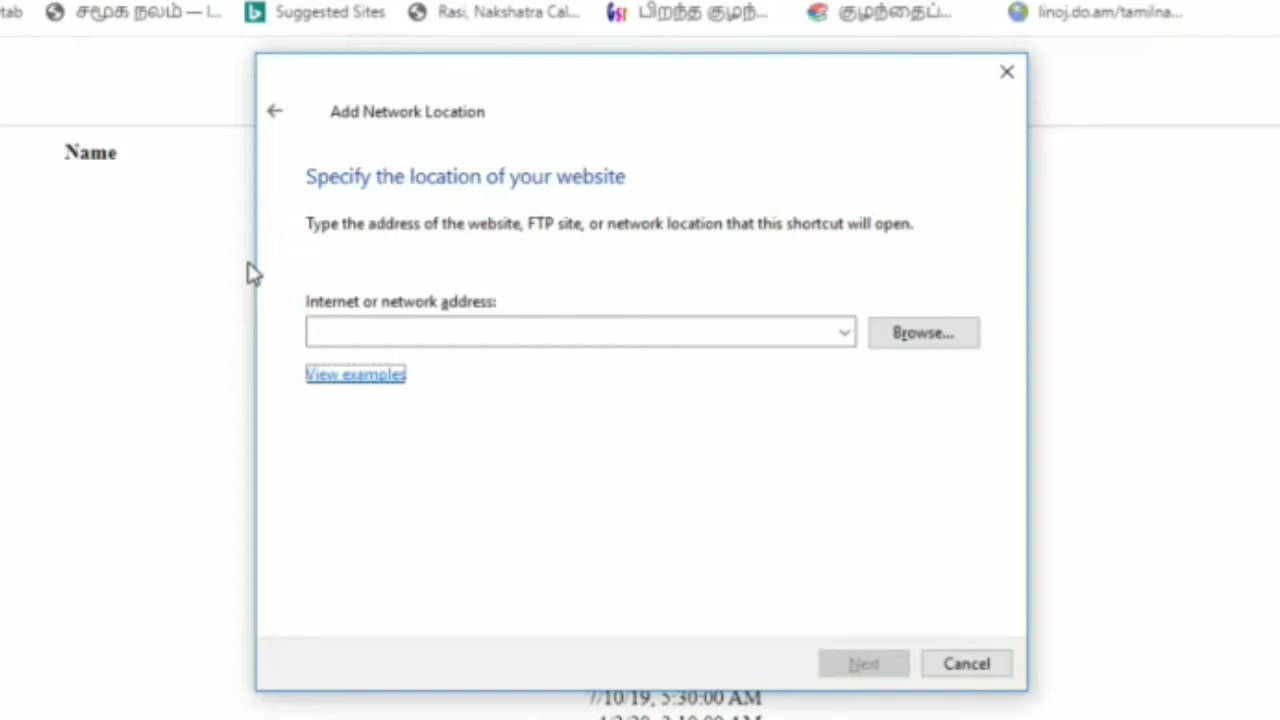 tab சமூக நலம் — I... Suggested Sites Rasi, Nakshatra Cal... Gst பிறந்த குழந்... குழந்தைப்... linoj.do.am/tamilna...
Add Network Location
Name
Specify the location of your website
Type the address of the website, FTP site, or network location that this shortcut will open.
Internet or network address:
Browse...
View examples
Next Cancel
7/10/19, 5:30:00 AM